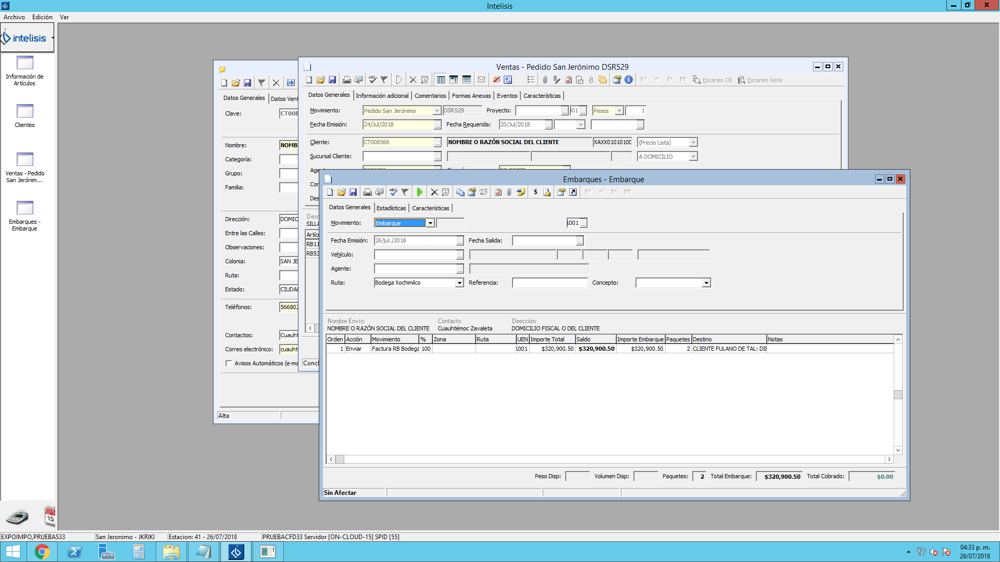 Intelisis
Archivo Edición Ver
intelisis
Información de Artículos
Clientes
Ventas - Pedido San Jerónim...
Embarques - Embarque
Datos Generales Datos Vent
Clave: CT008
Nombre: NOMB
Categoría:
Grupo:
Familia:
Dirección: DOMIC
Entre las Calles:
Observaciones:
Colonia: SAN JE
Ruta:
Estado: CIUDAD
Teléfonos: 566802
Contactos: Cuauht
Correo electrónico: cuauht
Avisos Automáticos (e-ma
Alta
Ventas - Pedido San Jerónimo DSR529
Escaneo CB Escaneo Serie
Datos Generales Información adicional Comentarios Formas Anexas Eventos Características
Movimiento: Pedido San Jerónimo DSR529 Proyecto: 001 Pesos 1
Fecha Emisión: 24/Jul/2018 Fecha Requerida: 20/Jul/2018
Cliente: CT008566 NOMBRE O RAZÓN SOCIAL DEL CLIENTE XAXX01010100 (Precio Lista)
Sucursal Cliente: A DOMICILIO
Age
Con
Des
Desc
SILLA
Artíc
RB11
RB53
Concl
Embarques - Embarque
Datos Generales Estadísticas Características
Movimiento: Embarque 1001
Fecha Emisión: 26/jul./2018 Fecha Salida:
Vehículo:
Agente:
Ruta: Bodega Xochimilco Referencia: Concepto:
Nombre Envío: Contacto: Dirección:
NOMBRE O RAZÓN SOCIAL DEL CLIENTE Cuauhtémoc Zavaleta DOMICILIO FISCAL O DEL CLIENTE
Orden Acción Movimiento % Zona Ruta UEN Importe Total Saldo Importe Embarque Paquetes Destino Notas
1 Enviar Factura RB Bodega 100 1001 $320,900.50 $320,900.50 $320,900.50 2 CLIENTE FULANO DE TAL: DIR
Peso Disp: Volumen Disp: Paquetes: 2 Total Embarque: $320,900.50 Total Cobrado: $0.00
Sin Afectar
15
EXPOIMPO,PRUEBAS33 San Jeronimo - JKRIKI Estacion: 41 - 26/07/2018 PRUEBACFD33 Servidor [ON-CLOUD-15] SPID [55]
04:33 p. m.
26/07/2018